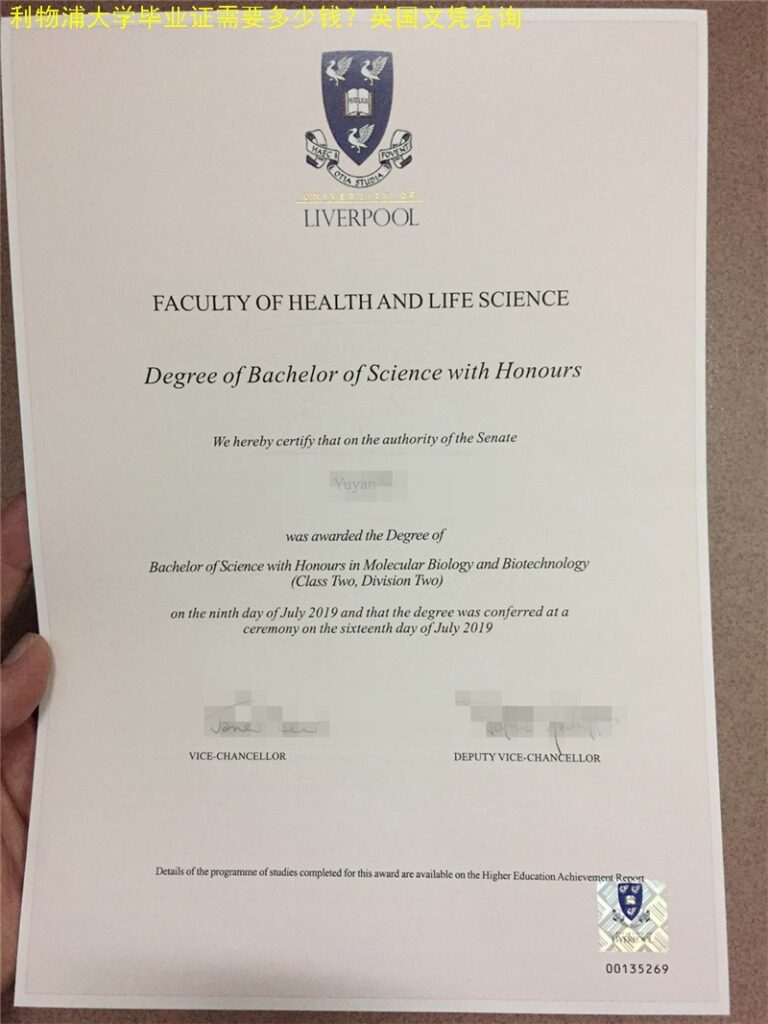 利物浦大学毕业证需要多少钱？英国文凭咨询
HAEC
OTIA STUDIA
FOVENT
UNIVERSITY OF
LIVERPOOL
FACULTY OF HEALTH AND LIFE SCIENCE
Degree of Bachelor of Science with Honours
We hereby certify that on the authority of the Senate
Yuyan
was awarded the Degree of
Bachelor of Science with Honours in Molecular Biology and Biotechnology
(Class Two, Division Two)
on the ninth day of July 2019 and that the degree was conferred at a
ceremony on the sixteenth day of July 2019
VICE-CHANCELLOR
DEPUTY VICE-CHANCELLOR
Details of the programme of studies completed for this award are available on the Higher Education Achievement Report
LIVERPOOL
00135269